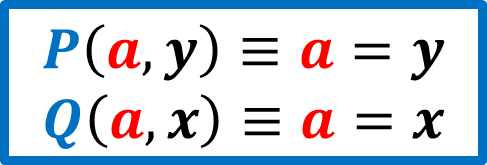 P(a, y) ≡ a = y
Q(a, x) ≡ a = x